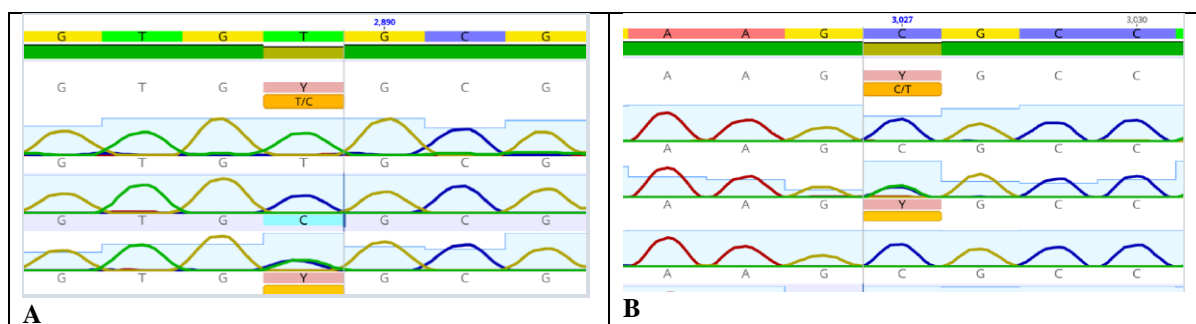 2,890
G T G T G C G
G T G Y G C G
T/C
G T G T G C G
G T G C G C G
G T G Y G C G
A
3,027 3,030
A A G C G C C
A A G Y G C C
C/T
A A G C G C C
A A G Y G C C
A A G C G C C
B